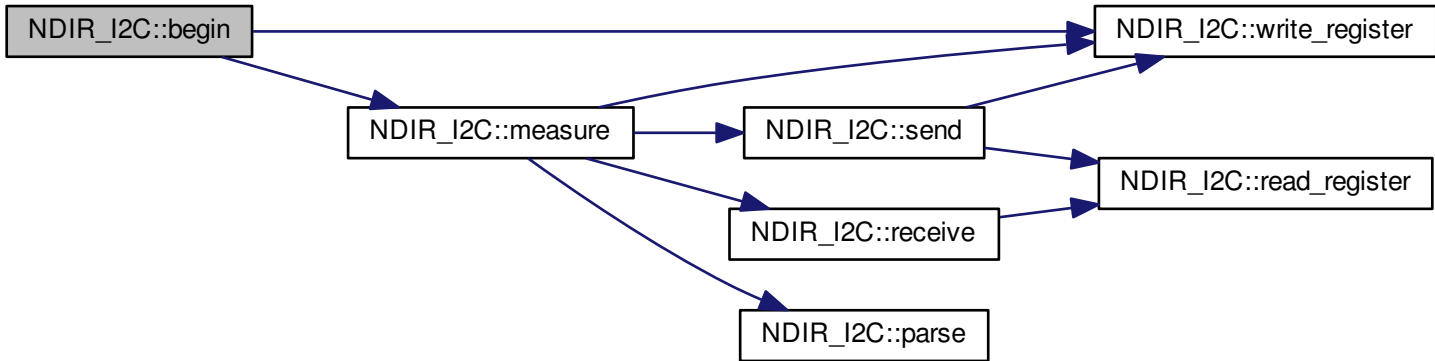 NDIR_I2C::begin
NDIR_I2C::write_register
NDIR_I2C::measure
NDIR_I2C::send
NDIR_I2C::read_register
NDIR_I2C::receive
NDIR_I2C::parse